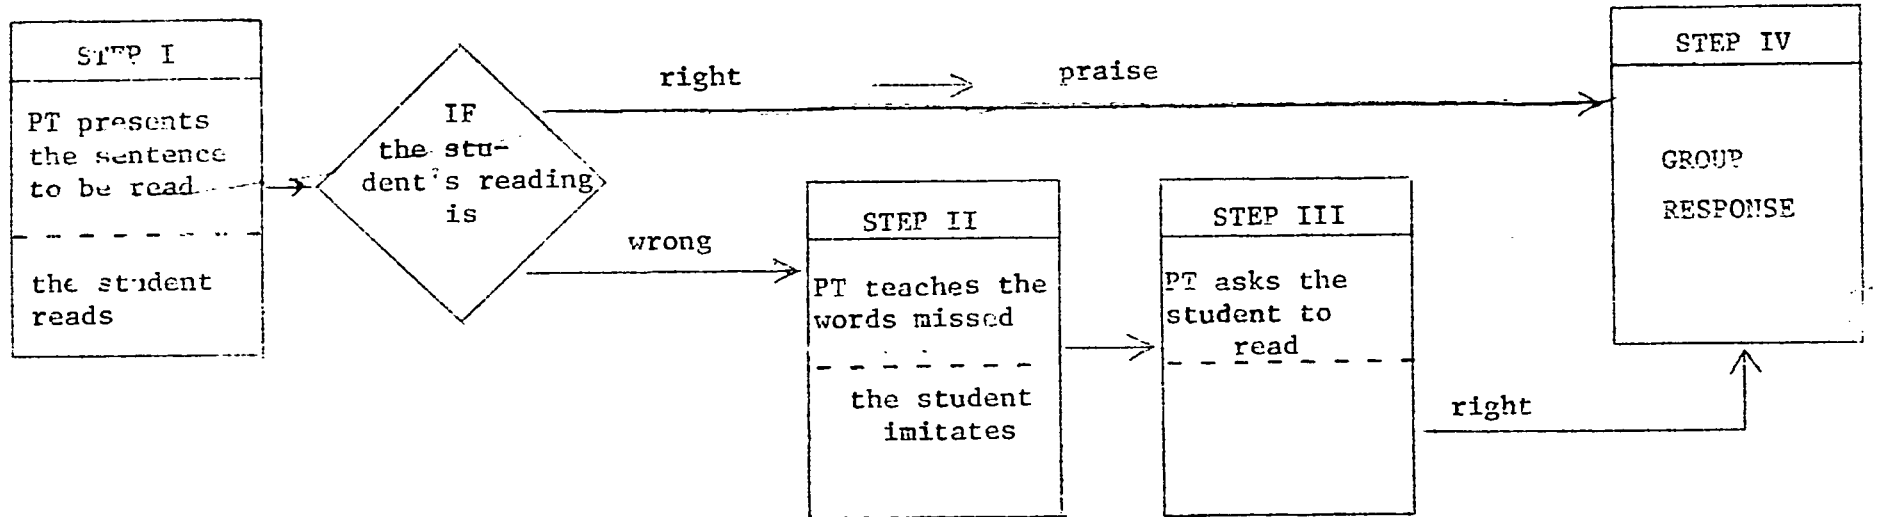 STEP I
PT presents
the sentence
to be read
the student
reads
IF
the stu-
dent's reading
is
right
praise
wrong
STEP II
PT teaches the
words missed
the student
imitates
STEP III
PT asks the
student to
read
right
STEP IV
GROUP
RESPONSE